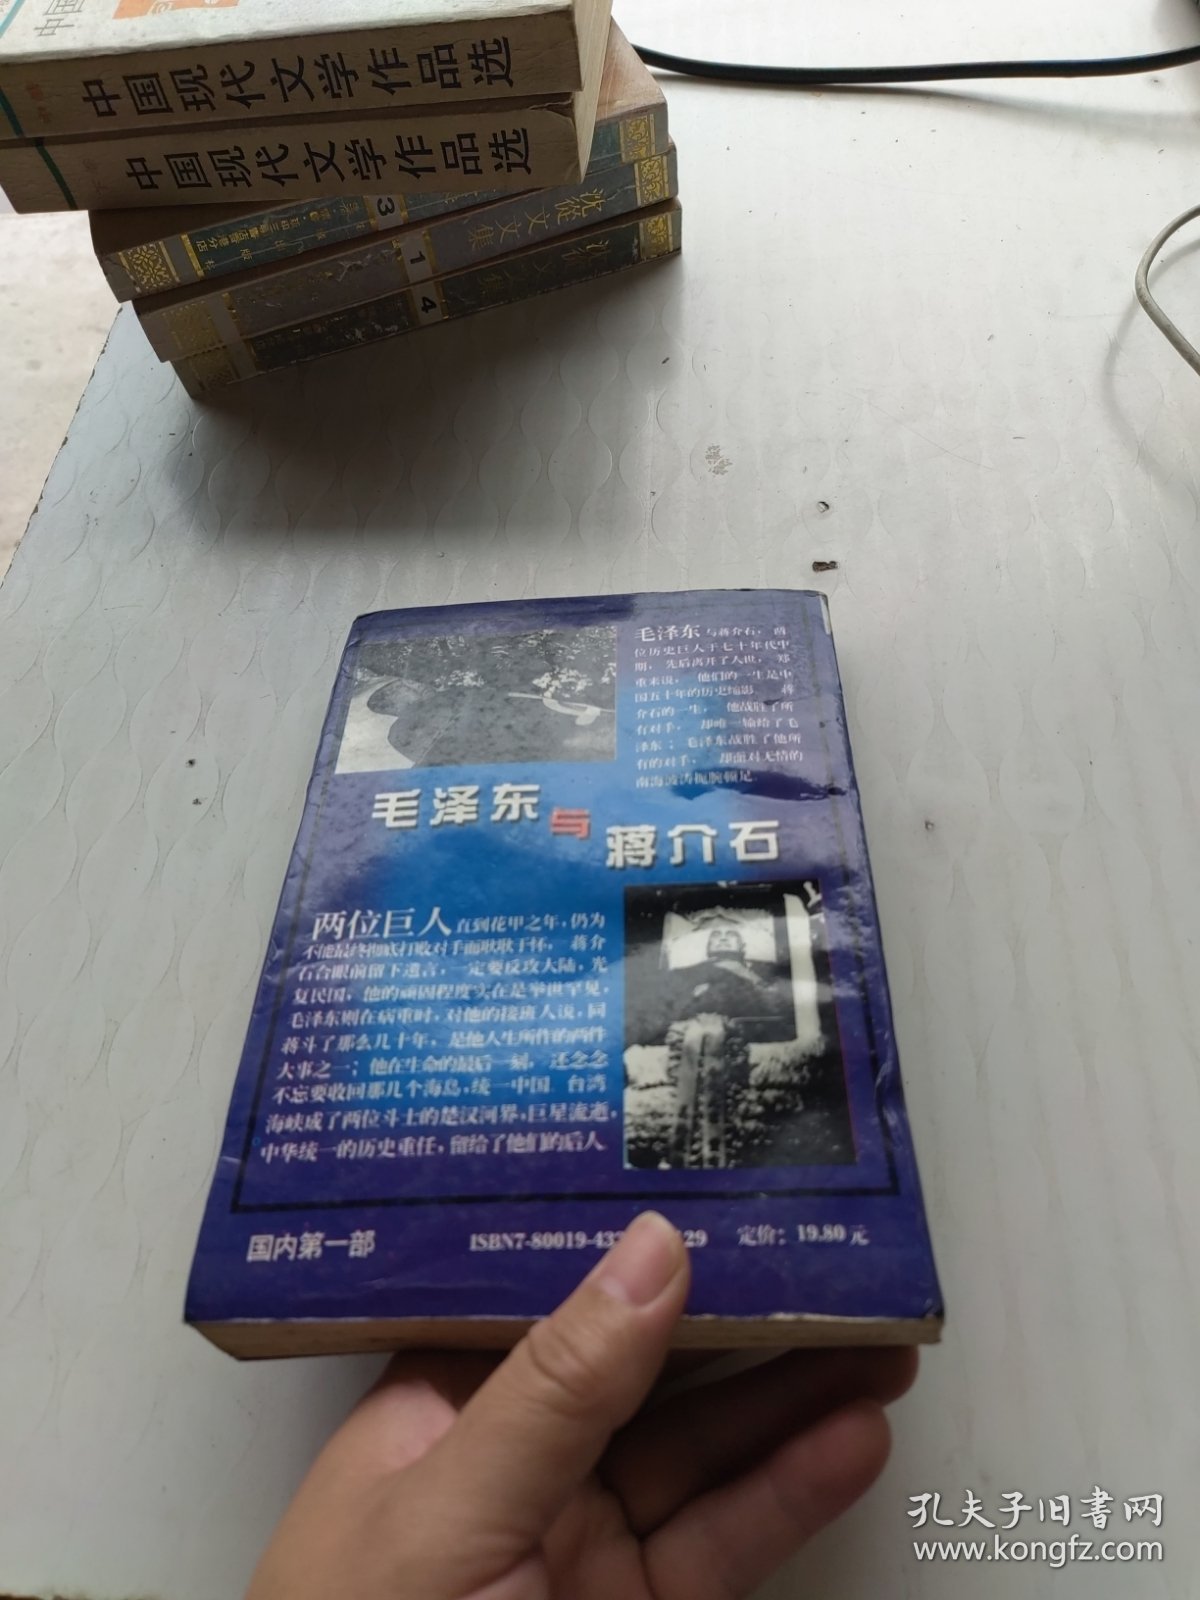 中国
中国现代文学作品选
中国现代文学作品选
3
沈從文文集
1
4
毛泽东与蒋介石， 两
位历史巨人于七十年代中
期， 先后离开了人世， 郑
重来说， 他们的一生是中
国五十年的历史缩影 蒋
介石的一生， 他战胜了所
有对手， 却唯一输给了毛
泽东；毛泽东战胜了他所
有的对手， 却面对无情的
南海波涛扼腕顿足
毛泽东
与
蒋介石
两位巨人直到花甲之年，仍为
不能最终彻底打败对手而耿耿于怀， 蒋介
石合眼前留下遗言，一定要反攻大陆，光
复民国，他的顽固程度实在是举世罕见，
毛泽东则在病重时，对他的接班人说，同
蒋斗了那么几十年，是他人生所作的两件
大事之一；他在生命的最后一刻， 还念念
不忘要收回那几个海岛，统一中国 台湾
海峡成了两位斗士的楚汉河界，巨星流逝，
中华统一的历史重任，留给了他们的后人
国内第一部
ISBN7-80019-43
29
定价：19.80元
孔夫子旧书网
www.kongfz.com